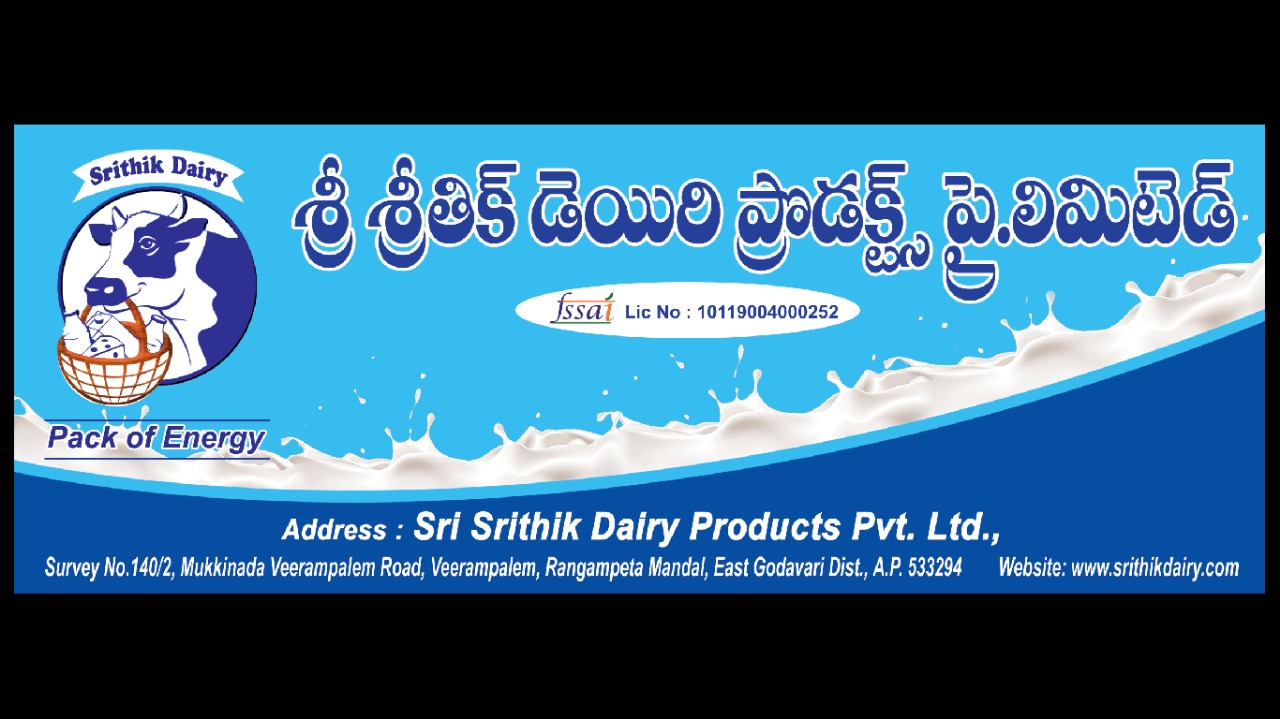 Srithik Dairy
శ్రీ శ్రీతిక్ డెయిరి ప్రొడక్ట్స్ ప్రై.లిమిటెడ్
fssai Lic No : 10119004000252
Pack of Energy
Address : Sri Srithik Dairy Products Pvt. Ltd.,
Survey No.140/2, Mukkinada Veerampalem Road, Veerampalem, Rangampeta Mandal, East Godavari Dist., A.P. 533294 Website: www.srithikdairy.com